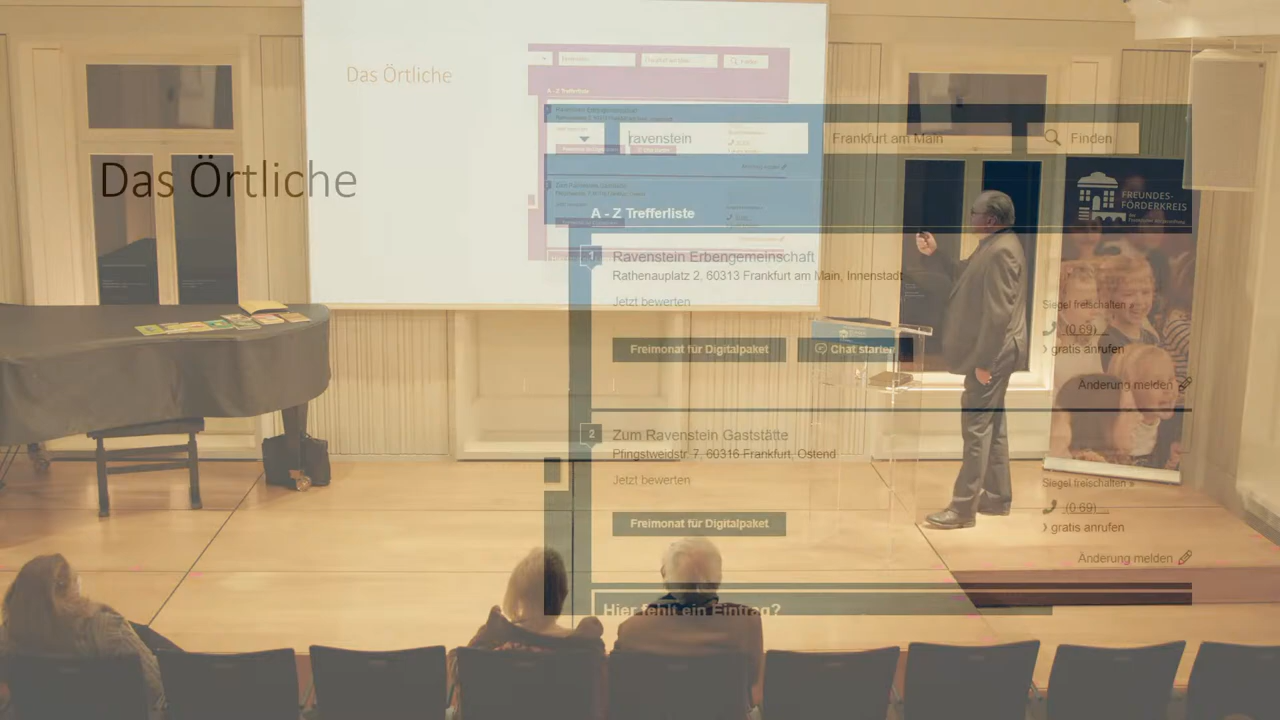 Das Örtliche
Das Örtliche
A - Z Trefferliste
ravenstein
Frankfurt am Main
Finden
A - Z Trefferliste
1
Ravenstein Erbengemeinschaft
Rathenauplatz 2, 60313 Frankfurt am Main, Innenstadt
Jetzt bewerten
Freimonat für Digitalpaket
Chat starten
Siegel freischalten »
(0 69) ...
gratis anrufen
Änderung melden
2
Zum Ravenstein Gaststätte
Pfingstweidstr. 7, 60316 Frankfurt, Ostend
Jetzt bewerten
Freimonat für Digitalpaket
Siegel freischalten »
(0 69) ...
gratis anrufen
Änderung melden
Hier fehlt ein Eintrag?
FREUNDES-
FÖRDERKREIS